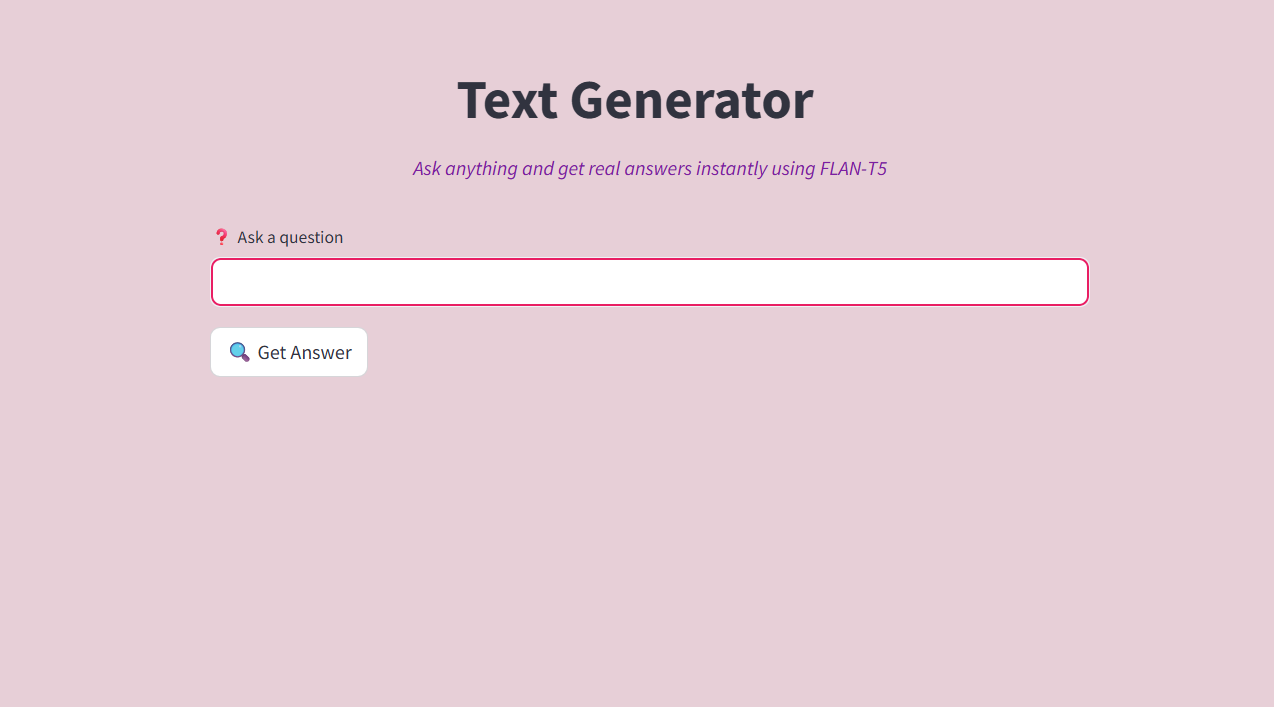 Text Generator
Ask anything and get real answers instantly using FLAN-T5
❓ Ask a question
🔍 Get Answer